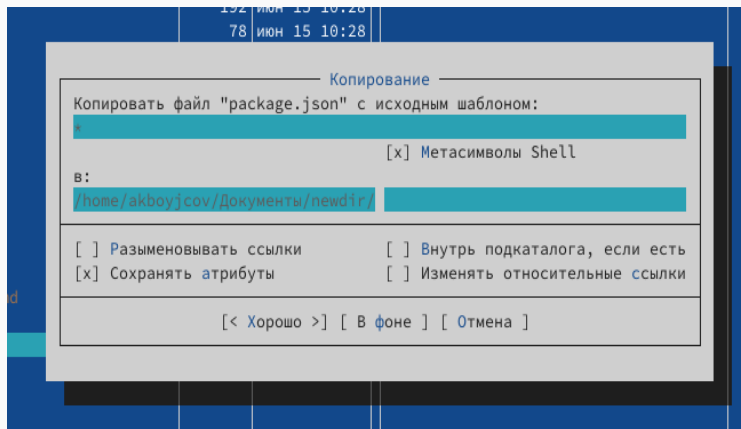 192 июн 15 10:28
78 июн 15 10:28
Копирование
Копировать файл "package.json" с исходным шаблоном:
*
[x] Метасимволы Shell
в:
/home/akboyjcov/Документы/newdir/
[ ] Разыменовывать ссылки [ ] Внутрь подкаталога, если есть
[x] Сохранять атрибуты [ ] Изменять относительные ссылки
[< Хорошо >] [ В фоне ] [ Отмена ]